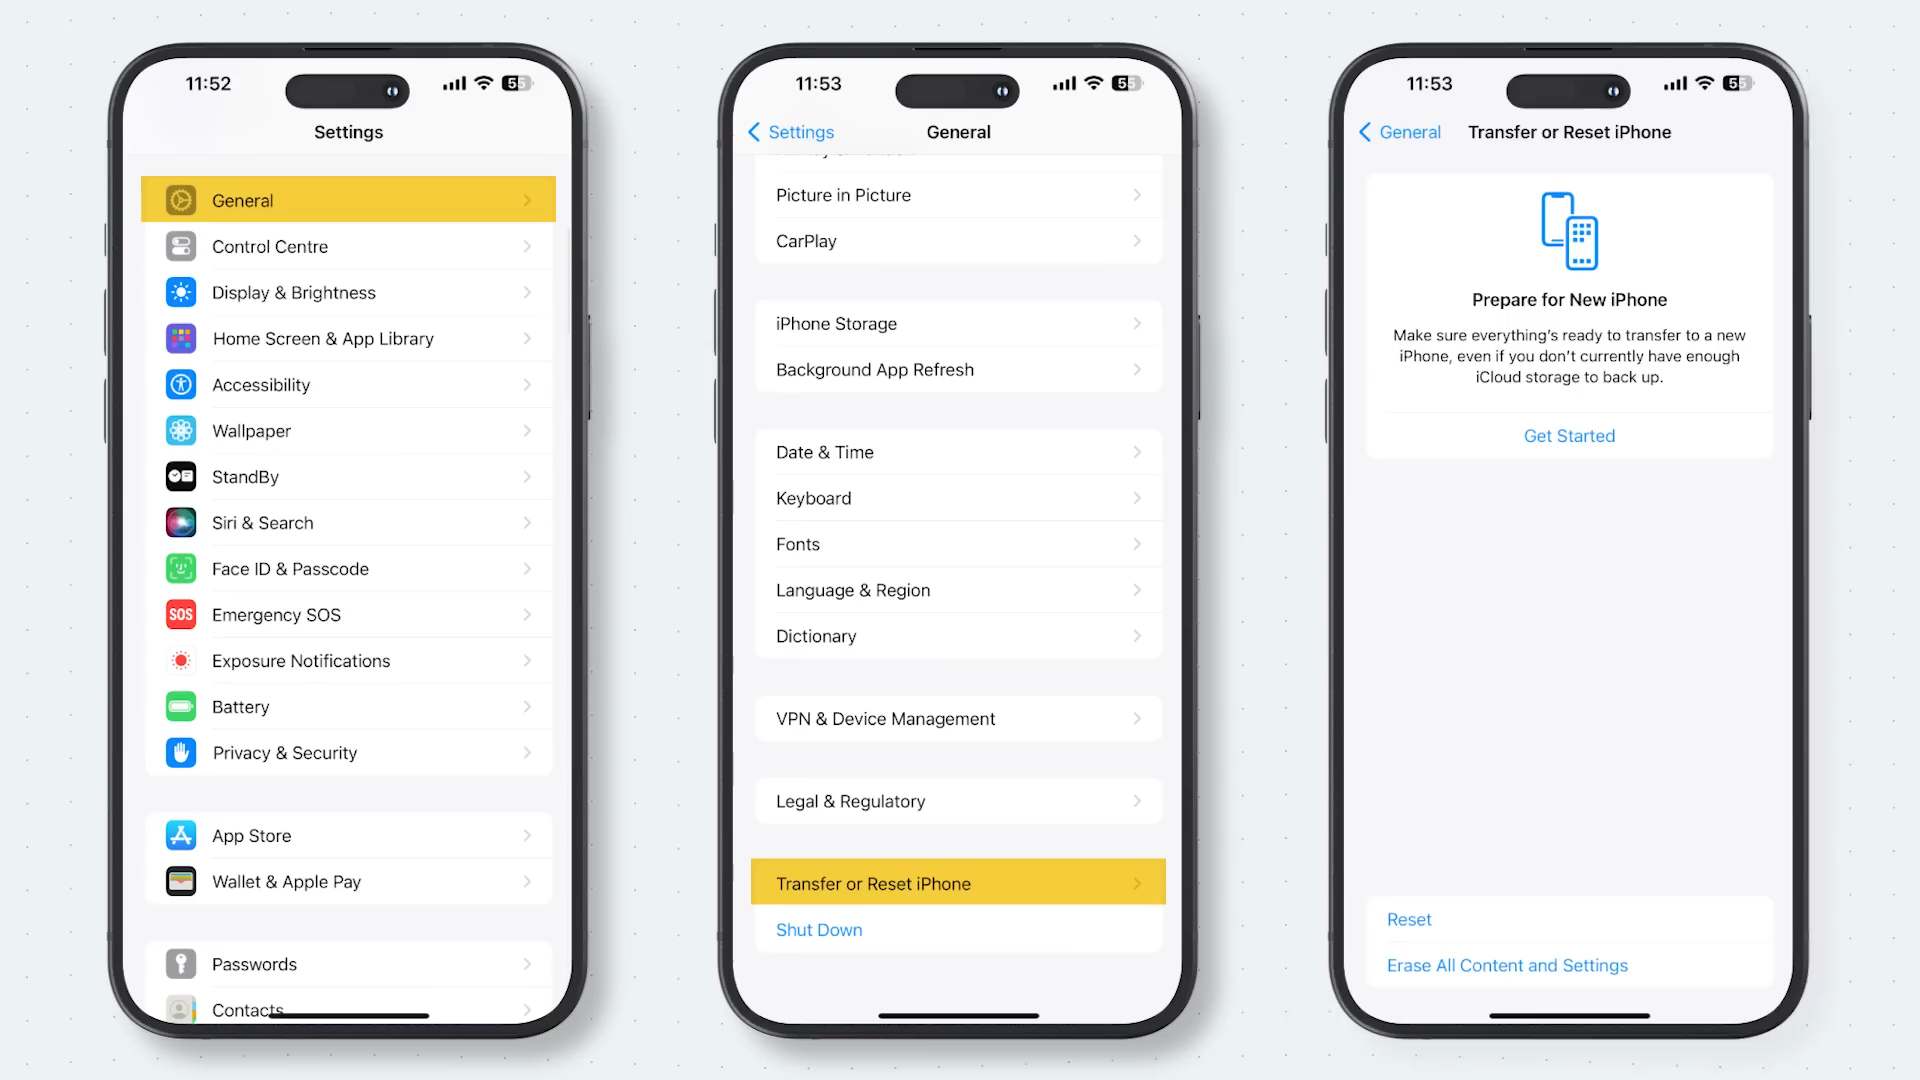 11:52
55
Settings
General
Control Centre
Display & Brightness
Home Screen & App Library
Accessibility
Wallpaper
StandBy
Siri & Search
Face ID & Passcode
SOS
Emergency SOS
Exposure Notifications
Battery
Privacy & Security
App Store
Wallet & Apple Pay
Passwords
Contacts
11:53
55
Settings
General
Picture in Picture
CarPlay
iPhone Storage
Background App Refresh
Date & Time
Keyboard
Fonts
Language & Region
Dictionary
VPN & Device Management
Legal & Regulatory
Transfer or Reset iPhone
Shut Down
11:53
55
General
Transfer or Reset iPhone
Prepare for New iPhone
Make sure everything's ready to transfer to a new
iPhone, even if you don't currently have enough
iCloud storage to back up.
Get Started
Reset
Erase All Content and Settings